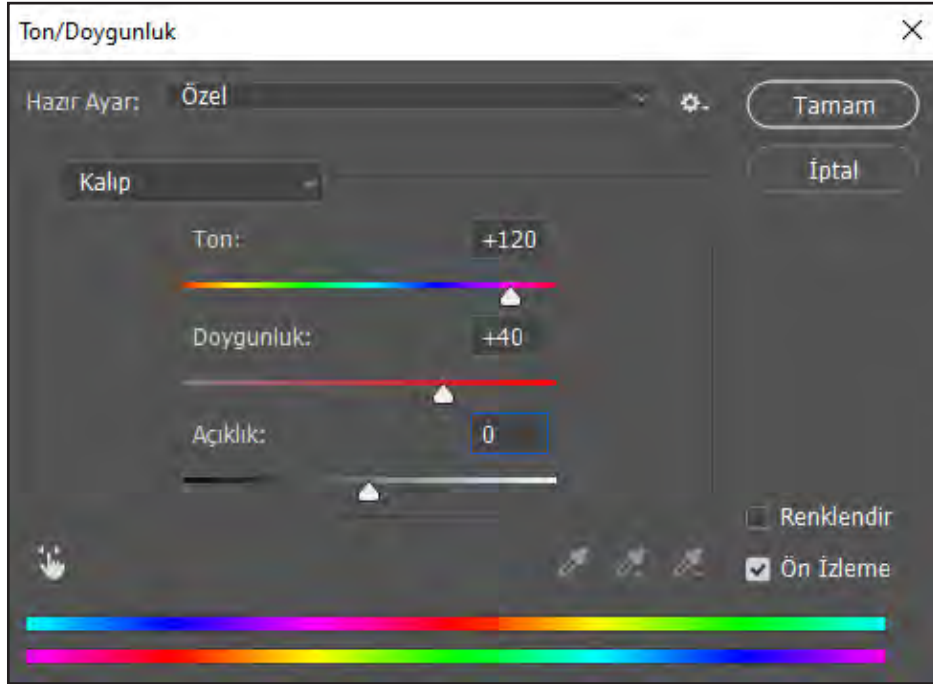 Ton/Doygunluk
Hazır Ayar: Özel
Tamam
Kalıp
İptal
Ton: +120
Doygunluk: +40
Açıklık: 0
Renklendir
Ön İzleme